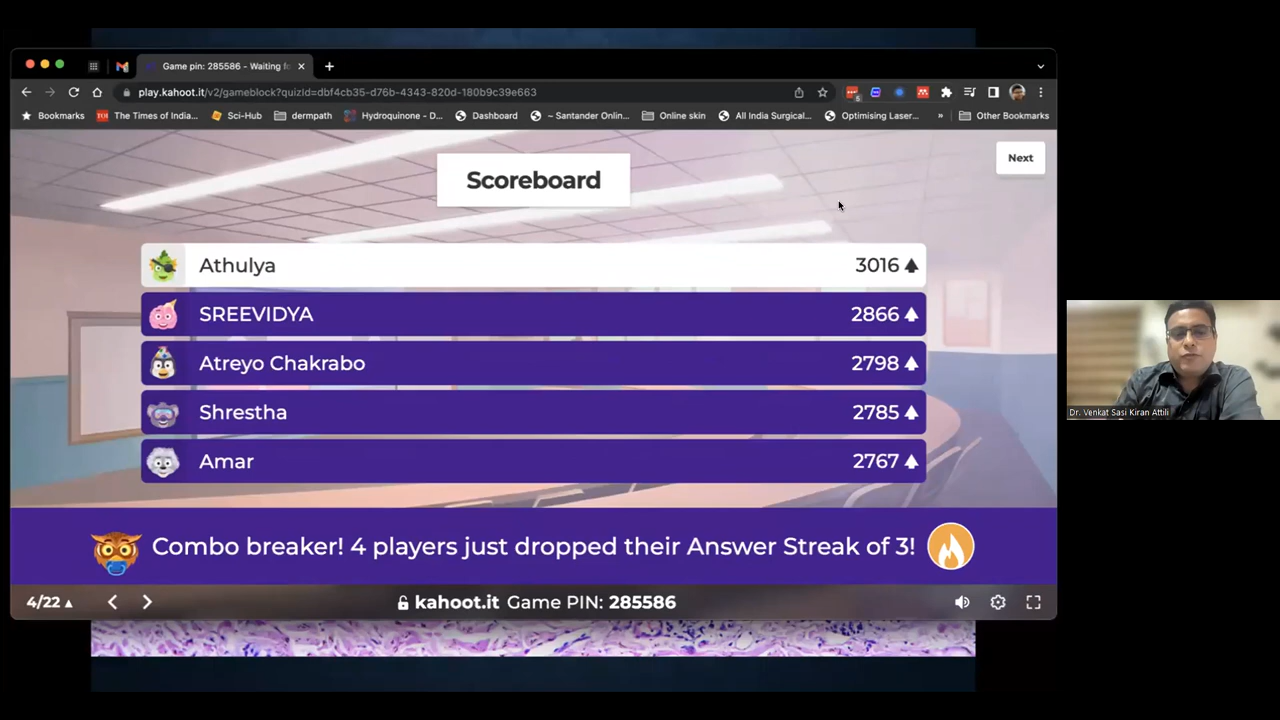 Game pin: 285586 - Waiting fo
play.kahoot.it/v2/gameblock?quizId=dbf4cb35-d76b-4343-820d-180b9c39e663
Bookmarks The Times of India... Sci-Hub dermpath Hydroquinone - D... Dashboard ~ Santander Onlin... Online skin All India Surgical... Optimising Laser... » Other Bookmarks
Next
Scoreboard
Athulya 3016
SREEVIDYA 2866
Atreyo Chakrabo 2798
Shrestha 2785
Amar 2767
Dr. Venkat Sasi Kiran Attili
Combo breaker! 4 players just dropped their Answer Streak of 3!
4/22 kahoot.it Game PIN: 285586